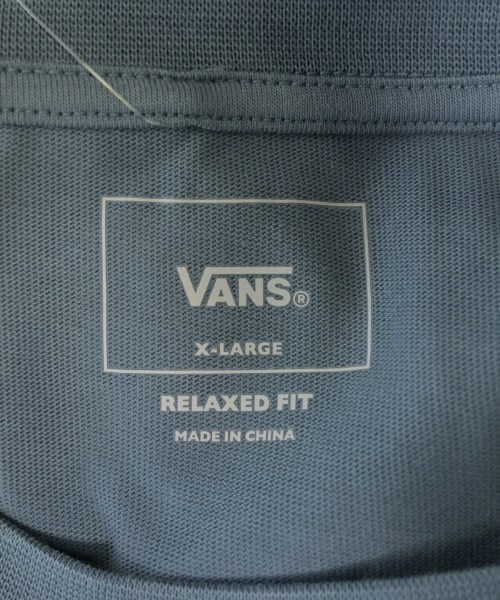 VANS®
X-LARGE
RELAXED FIT
MADE IN CHINA